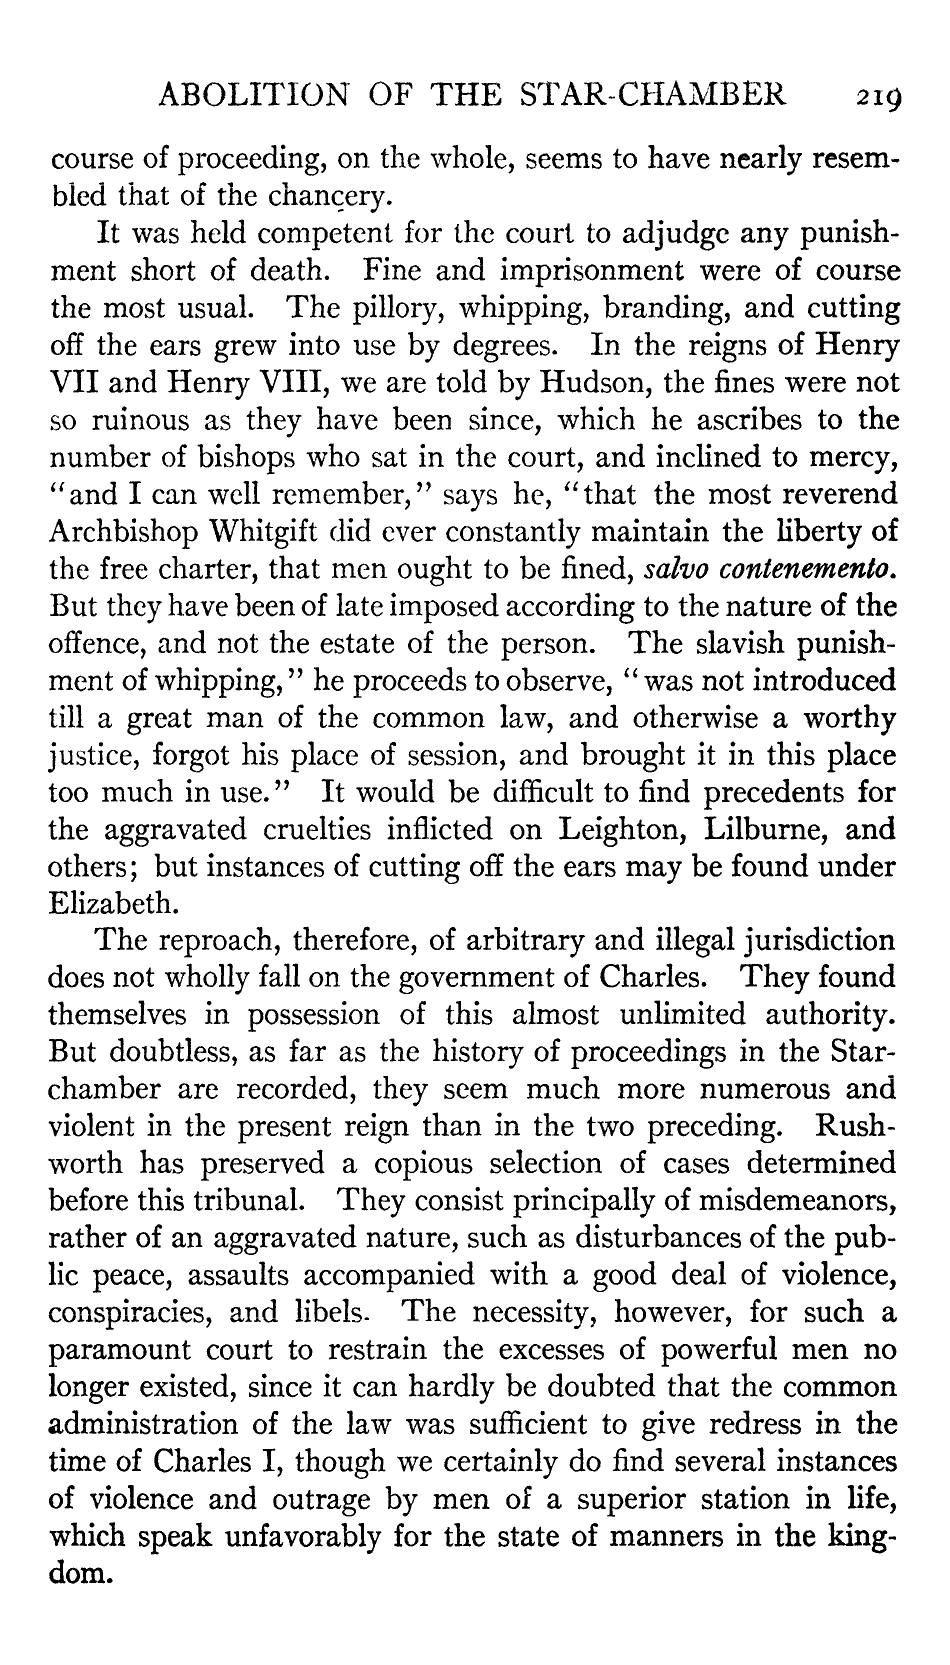 ABOLITION OF THE STAR-CHAMBER 219
course of proceeding, on the whole, seems to have nearly resem-
bled that of the chancery.
It was held competent for the court to adjudge any punish-
ment short of death. Fine and imprisonment were of course
the most usual. The pillory, whipping, branding, and cutting
off the ears grew into use by degrees. In the reigns of Henry
VII and Henry VIII, we are told by Hudson, the fines were not
so ruinous as they have been since, which he ascribes to the
number of bishops who sat in the court, and inclined to mercy,
“and I can well remember,” says he, “that the most reverend
Archbishop Whitgift did ever constantly maintain the liberty of
the free charter, that men ought to be fined, salvo contenemento.
But they have been of late imposed according to the nature of the
offence, and not the estate of the person. The slavish punish-
ment of whipping,” he proceeds to observe, “was not introduced
till a great man of the common law, and otherwise a worthy
justice, forgot his place of session, and brought it in this place
too much in use.” It would be difficult to find precedents for
the aggravated cruelties inflicted on Leighton, Lilburne, and
others; but instances of cutting off the ears may be found under
Elizabeth.
The reproach, therefore, of arbitrary and illegal jurisdiction
does not wholly fall on the government of Charles. They found
themselves in possession of this almost unlimited authority.
But doubtless, as far as the history of proceedings in the Star-
chamber are recorded, they seem much more numerous and
violent in the present reign than in the two preceding. Rush-
worth has preserved a copious selection of cases determined
before this tribunal. They consist principally of misdemeanors,
rather of an aggravated nature, such as disturbances of the pub-
lic peace, assaults accompanied with a good deal of violence,
conspiracies, and libels. The necessity, however, for such a
paramount court to restrain the excesses of powerful men no
longer existed, since it can hardly be doubted that the common
administration of the law was sufficient to give redress in the
time of Charles I, though we certainly do find several instances
of violence and outrage by men of a superior station in life,
which speak unfavorably for the state of manners in the king-
dom.